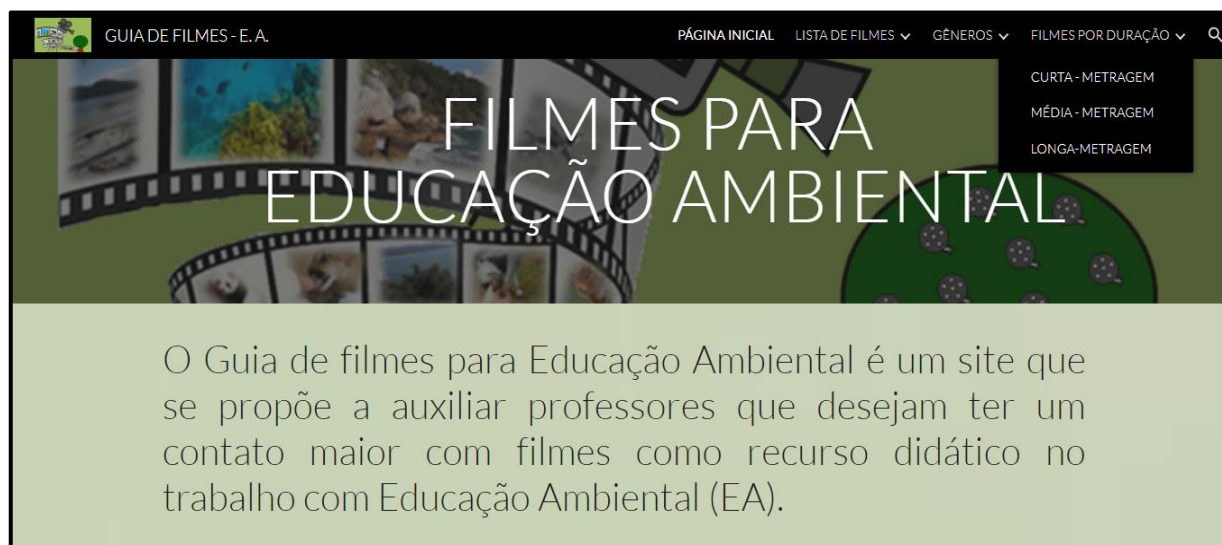 GUIA DE FILMES - E. A.
PÁGINA INICIAL LISTA DE FILMES GÊNEROS FILMES POR DURAÇÃO
CURTA - METRAGEM
MÉDIA - METRAGEM
LONGA-METRAGEM
FILMES PARA
EDUCAÇÃO AMBIENTAL
O Guia de filmes para Educação Ambiental é um site que
se propõe a auxiliar professores que desejam ter um
contato maior com filmes como recurso didático no
trabalho com Educação Ambiental (EA).